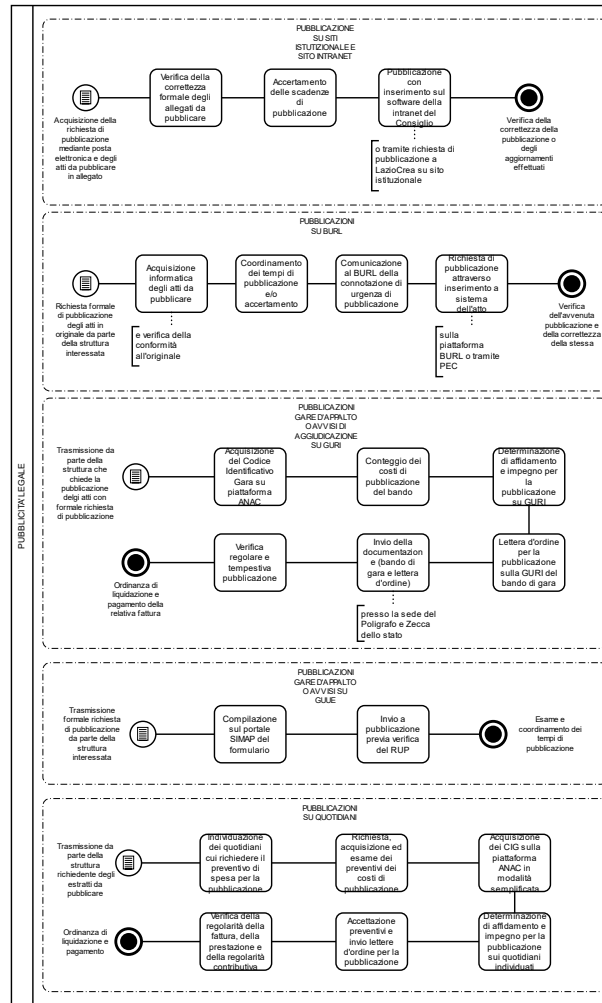 PUBBLICITA' LEGALE
PUBBLICAZIONE
SU SITI
ISTUTIZIONALE E
SITO INTRANET
Acquisizione della
richiesta di
pubblicazione
mediante posta
elettronica e degli
atti da pubblicare
in allegato
Verifica della
correttezza
formale degli
allegati da
pubblicare
Accertamento
delle scadenze
di
pubblicazione
Pubblicazione
con
inserimento sul
software della
intranet del
Consiglio
o tramite richiesta di
pubblicazione a
LazioCrea su sito
istituzionale
Verifica della
correttezza della
pubblicazione o
degli
aggiornamenti
effettuati
PUBBLICAZIONI
SU BURL
Richiesta formale
di pubblicazione
degli atti in
originale da parte
della struttura
interessata
Acquisizione
informatica
degli atti da
pubblicare
e verifica della
conformità
all'originale
Coordinamento
dei tempi di
pubblicazione
e/o
accertamento
Comunicazione
al BURL della
connotazione di
urgenza di
pubblicazione
Richiesta di
pubblicazione
attraverso
inserimento a
sistema
dell'atto
sulla
piattaforma
BURL o tramite
PEC
Verifica
dell'avvenuta
pubblicazione e
della correttezza
della stessa
PUBBLICAZIONI
GARE D'APPALTO
O AVVISI DI
AGGIUDICAZIONE
SU GURI
Trasmissione da
parte della
struttura che
chiede la
pubblicazione
delgi atti con
formale richiesta
di pubblicazione
Acquisizione
del Codice
Identificativo
Gara su
piattaforma
ANAC
Conteggio dei
costi di
pubblicazione
del bando
Determinazione
di affidamento
e impegno per
la
pubblicazione
su GURI
Lettera d'ordine
per la
pubblicazione
sulla GURI del
bando di gara
Invio della
documentazion
e (bando di
gara e lettera
d'ordine)
presso la sede del
Poligrafo e Zecca
dello stato
Verifica
regolare e
tempestiva
pubblicazione
Ordinanza di
liquidazione e
pagamento della
relativa fattura
PUBBLICAZIONI
GARE D'APPALTO
O AVVISI SU
GUUE
Trasmissione
formale richiesta
di pubblicazione
da parte della
struttura
interessata
Compilazione
sul portale
SIMAP del
formulario
Invio a
pubblicazione
previa verifica
del RUP
Esame e
coordinamento dei
tempi di
pubblicazione
PUBBLICAZIONI
SU QUOTIDIANI
Trasmissione da
parte della
struttura
richiedente degli
estratti da
pubblicare
Individuazione
dei quotidiani
cui richiedere il
preventivo di
spesa per la
pubblicazione
Richiesta,
acquisizione ed
esame dei
preventivi dei
costi di
pubblicazione
Acquisizione
dei CIG sulla
piattaforma
ANAC in
modalità
semplificata
Determinazione
di affidamento e
impegno per la
pubblicazione
sui quotidiani
individuati
Accettazione
preventivi e
invio lettere
d'ordine per la
pubblicazione
Verifica della
regolarità della
fattura, della
prestazione e
della regolarità
contributiva
Ordinanza di
liquidazione e
pagamento